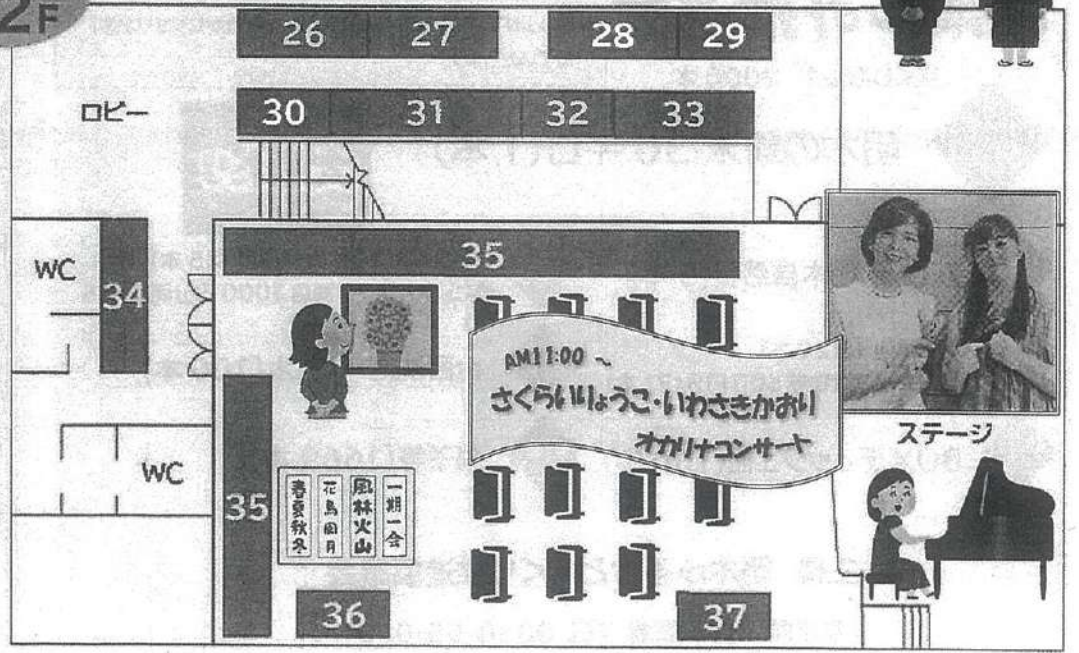 2F
26 27 28 29
ロビー
30 31 32 33
35
WC
34
AM11:00 ~
さくらいりょうこ・いわさきかおり
オカリナコンサート
ステージ
WC
35
一期一会
風林火山
花鳥風月
春夏秋冬
36
37